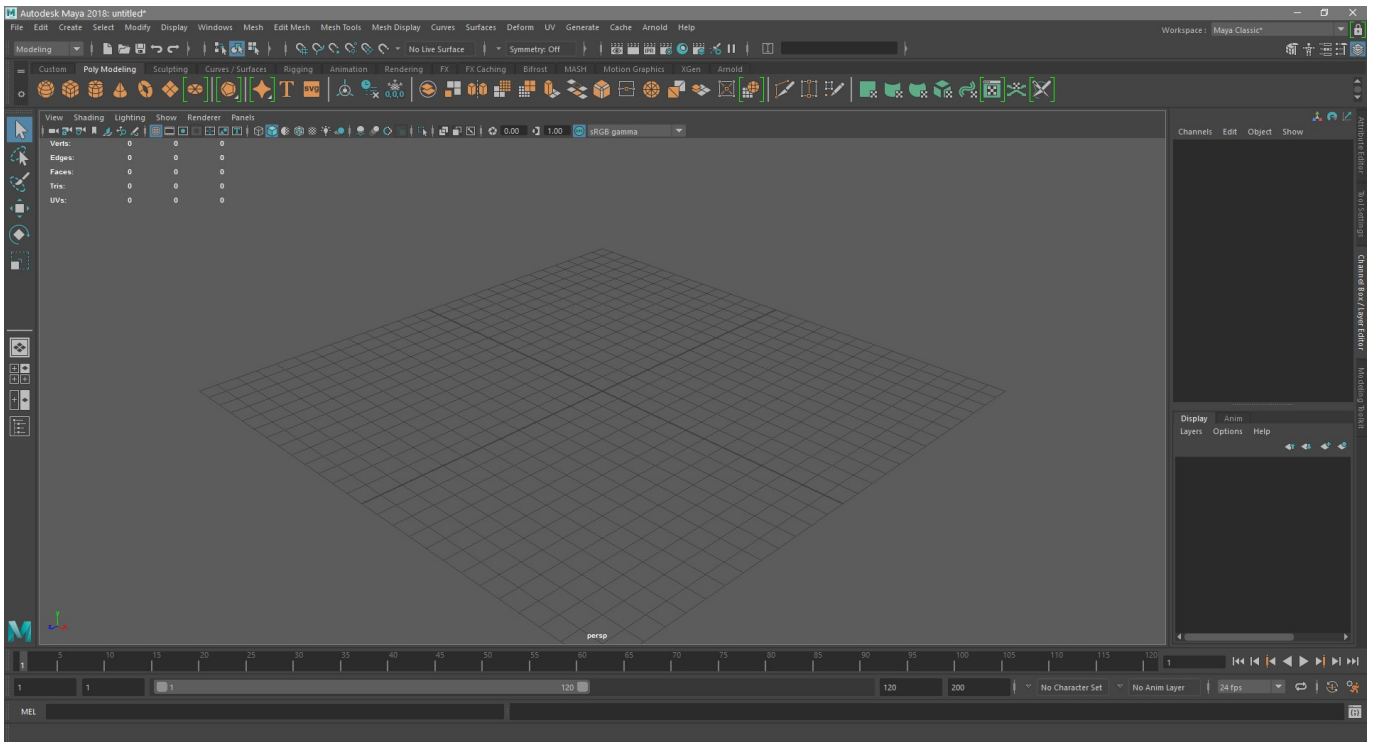 Autodesk Maya 2018: untitled*
File Edit Create Select Modify Display Windows Mesh Edit Mesh Mesh Tools Mesh Display Curves Surfaces Deform UV Generate Cache Arnold Help
Workspace: Maya Classic*
Modeling No Live Surface Symmetry: Off
Custom Poly Modeling Sculpting Curves / Surfaces Rigging Animation Rendering FX FX Caching Bifrost MASH Motion Graphics XGen Arnold
T SVG 0,0,0
View Shading Lighting Show Renderer Panels
0.00 1.00 sRGB gamma
Channels Edit Object Show
Verts: 0 0 0
Edges: 0 0 0
Faces: 0 0 0
Tris: 0 0 0
UVs: 0 0 0
Attribute Editor
Tool Settings
Channel Box / Layer Editor
Modeling Toolkit
Display Anim
Layers Options Help
y
persp
1 5 10 15 20 25 30 35 40 45 50 55 60 65 70 75 80 85 90 95 100 105 110 115 120 1
1 1 1 120 120 200 No Character Set No Anim Layer 24 fps
MEL